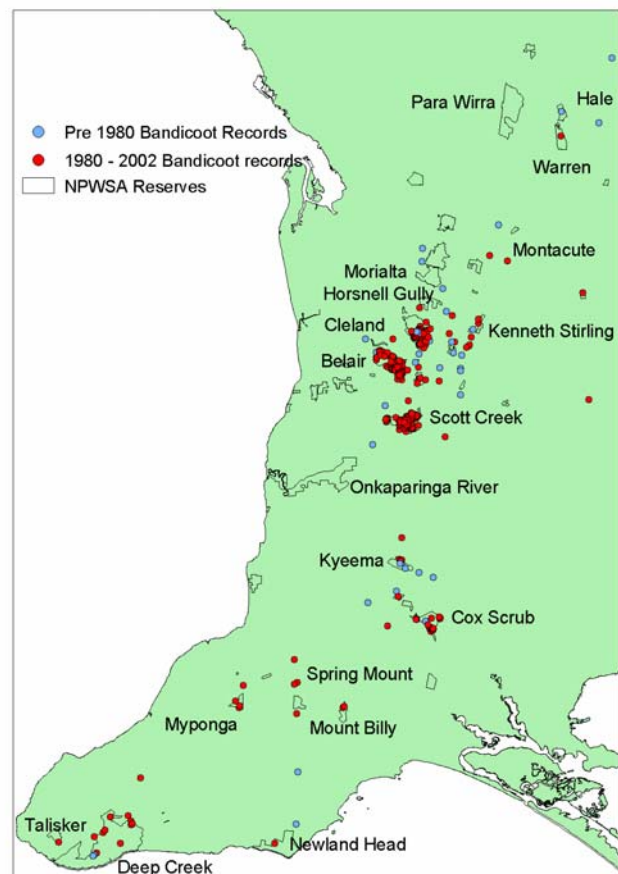 Para Wirra
Hale
Pre 1980 Bandicoot Records
1980 - 2002 Bandicoot records
Warren
NPWSA Reserves
Montacute
Morialta
Horsnell Gully
Cleland
Kenneth Stirling
Belair
Scott Creek
Onkaparinga River
Kyeema
Cox Scrub
Spring Mount
Myponga
Mount Billy
Talisker
Newland Head
Deep Creek